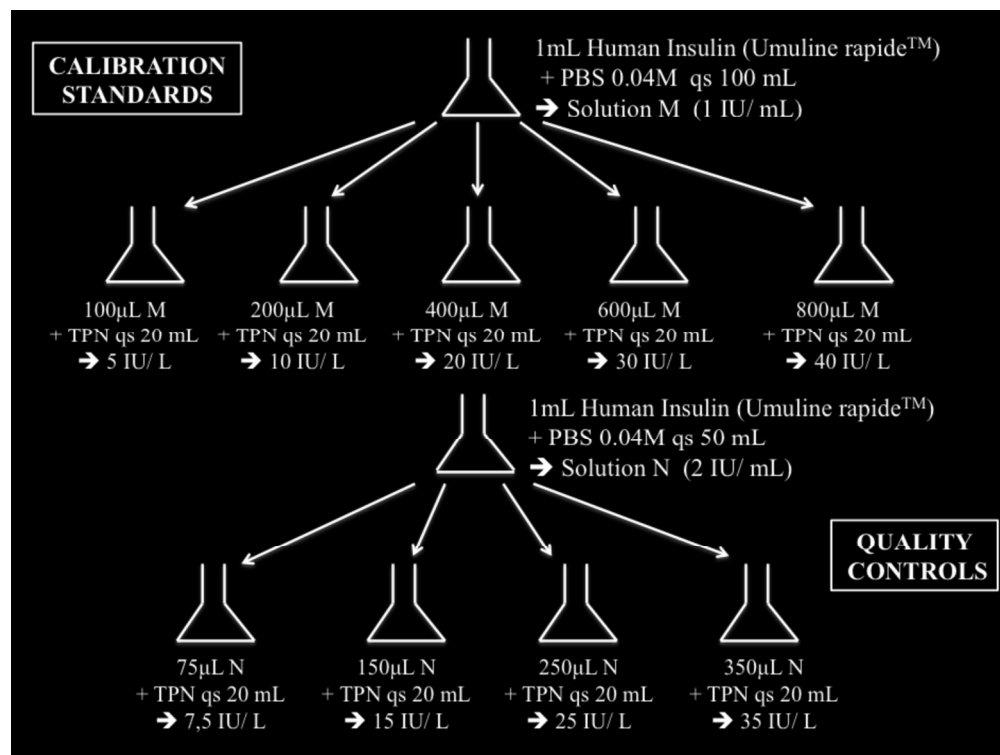 CALIBRATION
STANDARDS
1mL Human Insulin (Umuline rapide™)
+ PBS 0.04M qs 100 mL
➔ Solution M (1 IU/ mL)
100µL M
+ TPN qs 20 mL
➔ 5 IU/ L
200µL M
+ TPN qs 20 mL
➔ 10 IU/ L
400µL M
+ TPN qs 20 mL
➔ 20 IU/ L
600µL M
+ TPN qs 20 mL
➔ 30 IU/ L
800µL M
+ TPN qs 20 mL
➔ 40 IU/ L
1mL Human Insulin (Umuline rapide™)
+ PBS 0.04M qs 50 mL
➔ Solution N (2 IU/ mL)
QUALITY
CONTROLS
75µL N
+ TPN qs 20 mL
➔ 7,5 IU/ L
150µL N
+ TPN qs 20 mL
➔ 15 IU/ L
250µL N
+ TPN qs 20 mL
➔ 25 IU/ L
350µL N
+ TPN qs 20 mL
➔ 35 IU/ L